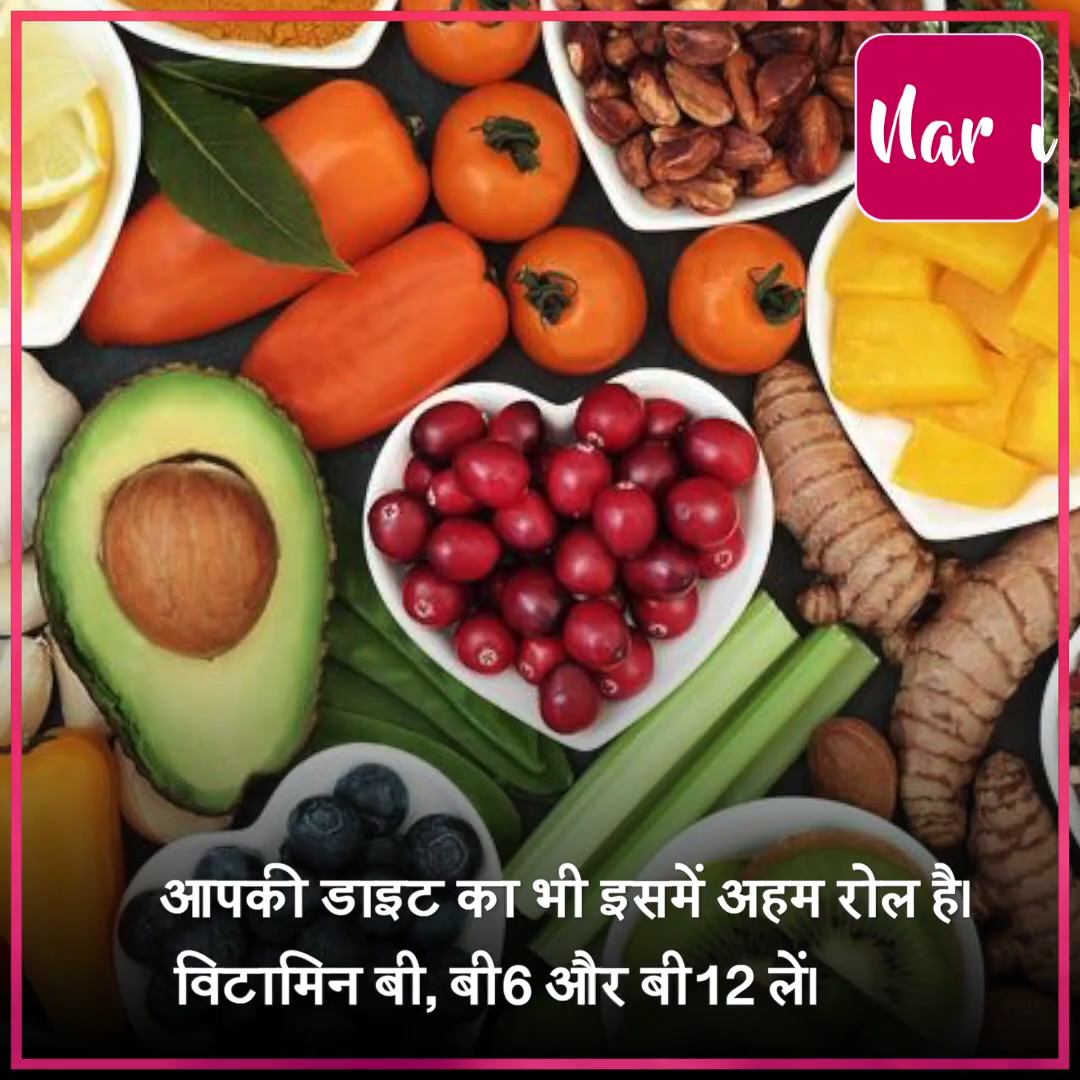 Nar
आपकी डाइट का भी इसमें अहम रोल है।
विटामिन बी, बी6 और बी12 लें।